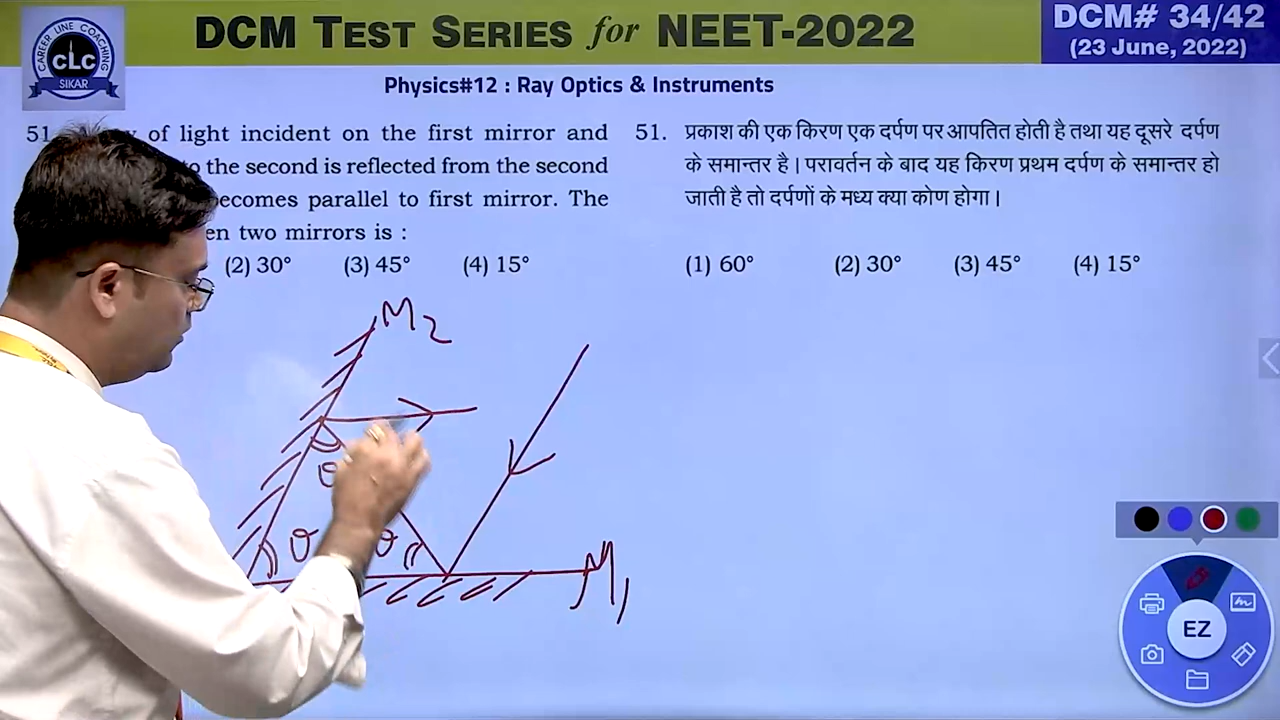 DCM TEST SERIES for NEET-2022
DCM# 34/42
(23 June, 2022)
CAREER LINE COACHING
CLC
SIKAR
Physics#12 : Ray Optics & Instruments
51. of light incident on the first mirror and
to the second is reflected from the second
becomes parallel to first mirror. The
two mirrors is :
(2) 30° (3) 45° (4) 15°
51. प्रकाश की एक किरण एक दर्पण पर आपतित होती है तथा यह दूसरे दर्पण
के समान्तर है। परावर्तन के बाद यह किरण प्रथम दर्पण के समान्तर हो
जाती है तो दर्पणों के मध्य क्या कोण होगा।
(1) 60° (2) 30° (3) 45° (4) 15°
M2
θ
θ θ
M1
EZ